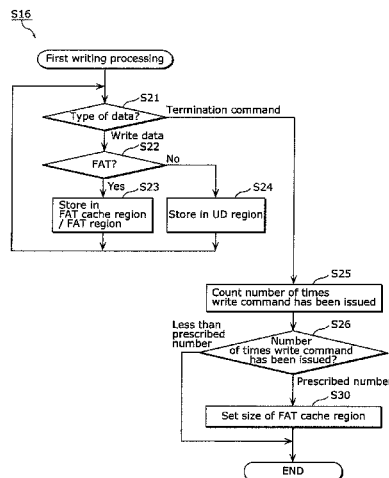 S16
First writing processing
S21
Type of data?
Termination command
Write data
S22
FAT?
No
Yes
S23
S24
Store in
FAT cache region
/ FAT region
Store in UD region
S25
Count number of times
write command has been issued
Less than
prescribed
number
S26
Number
of times write command
has been issued?
Prescribed number
S30
Set size of FAT cache region
END